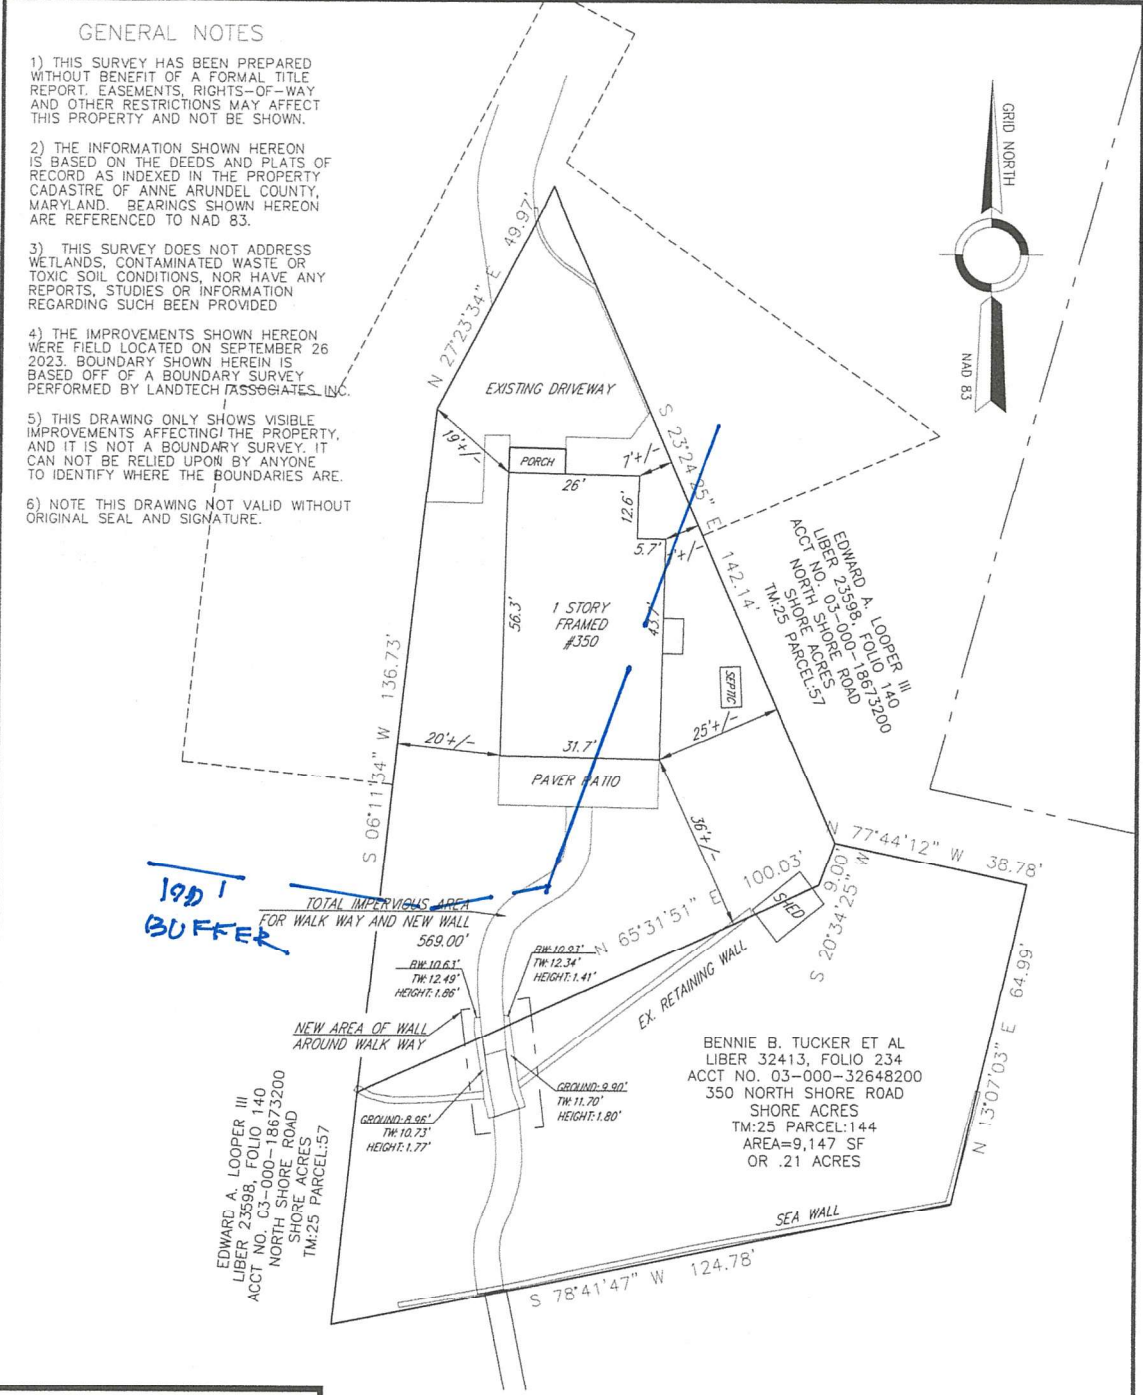 GENERAL NOTES
1) THIS SURVEY HAS BEEN PREPARED
WITHOUT BENEFIT OF A FORMAL TITLE
REPORT. EASEMENTS, RIGHTS-OF-WAY
AND OTHER RESTRICTIONS MAY AFFECT
THIS PROPERTY AND NOT BE SHOWN.
2) THE INFORMATION SHOWN HEREON
IS BASED ON THE DEEDS AND PLATS OF
RECORD AS INDEXED IN THE PROPERTY
CADASTRE OF ANNE ARUNDEL COUNTY,
MARYLAND. BEARINGS SHOWN HEREON
ARE REFERENCED TO NAD 83.
3) THIS SURVEY DOES NOT ADDRESS
WETLANDS, CONTAMINATED WASTE OR
TOXIC SOIL CONDITIONS, NOR HAVE ANY
REPORTS, STUDIES OR INFORMATION
REGARDING SUCH BEEN PROVIDED
4) THE IMPROVEMENTS SHOWN HEREON
WERE FIELD LOCATED ON SEPTEMBER 26
2023. BOUNDARY SHOWN HEREIN IS
BASED OFF OF A BOUNDARY SURVEY
PERFORMED BY LANDTECH ASSOCIATES INC.
5) THIS DRAWING ONLY SHOWS VISIBLE
IMPROVEMENTS AFFECTING THE PROPERTY,
AND IT IS NOT A BOUNDARY SURVEY. IT
CAN NOT BE RELIED UPON BY ANYONE
TO IDENTIFY WHERE THE BOUNDARIES ARE.
6) NOTE THIS DRAWING NOT VALID WITHOUT
ORIGINAL SEAL AND SIGNATURE.
GRID NORTH
NAD 83
N 27°23'34" E 49.97'
EXISTING DRIVEWAY
19'+/-
PORCH
26'
7'+/-
12.6'
5.7'
S 23°24'25" E 142.14'
56.3'
1 STORY
FRAMED
#350
43.7'
SEPTIC
EDWARD A. LOOPER III
LIBER 23598, FOLIO 140
ACCT NO. 03-000-18673200
NORTH SHORE ROAD
SHORE ACRES
TM:25 PARCEL:57
S 06°11'34" W 136.73'
20'+/-
31.7'
25'+/-
PAVER PATIO
36'+/-
N 77°44'12" W 38.78'
100' BUFFER
TOTAL IMPERVIOUS AREA
FOR WALK WAY AND NEW WALL
569.00'
N 65°31'51" E 100.03'
SHED
S 20°34'25" W 9.00'
BW:10.63'
TW:12.49'
HEIGHT:1.86'
BW:10.93'
TW:12.34'
HEIGHT:1.41'
EX. RETAINING WALL
N 13°07'03" E 64.99'
NEW AREA OF WALL
AROUND WALK WAY
GROUND:9.90'
TW:11.70'
HEIGHT:1.80'
GROUND:8.96'
TW:10.73'
HEIGHT:1.77'
BENNIE B. TUCKER ET AL
LIBER 32413, FOLIO 234
ACCT NO. 03-000-32648200
350 NORTH SHORE ROAD
SHORE ACRES
TM:25 PARCEL:144
AREA=9,147 SF
OR .21 ACRES
EDWARD A. LOOPER III
LIBER 23598, FOLIO 140
ACCT NO. 03-000-18673200
NORTH SHORE ROAD
SHORE ACRES
TM:25 PARCEL:57
SEA WALL
S 78°41'47" W 124.78'